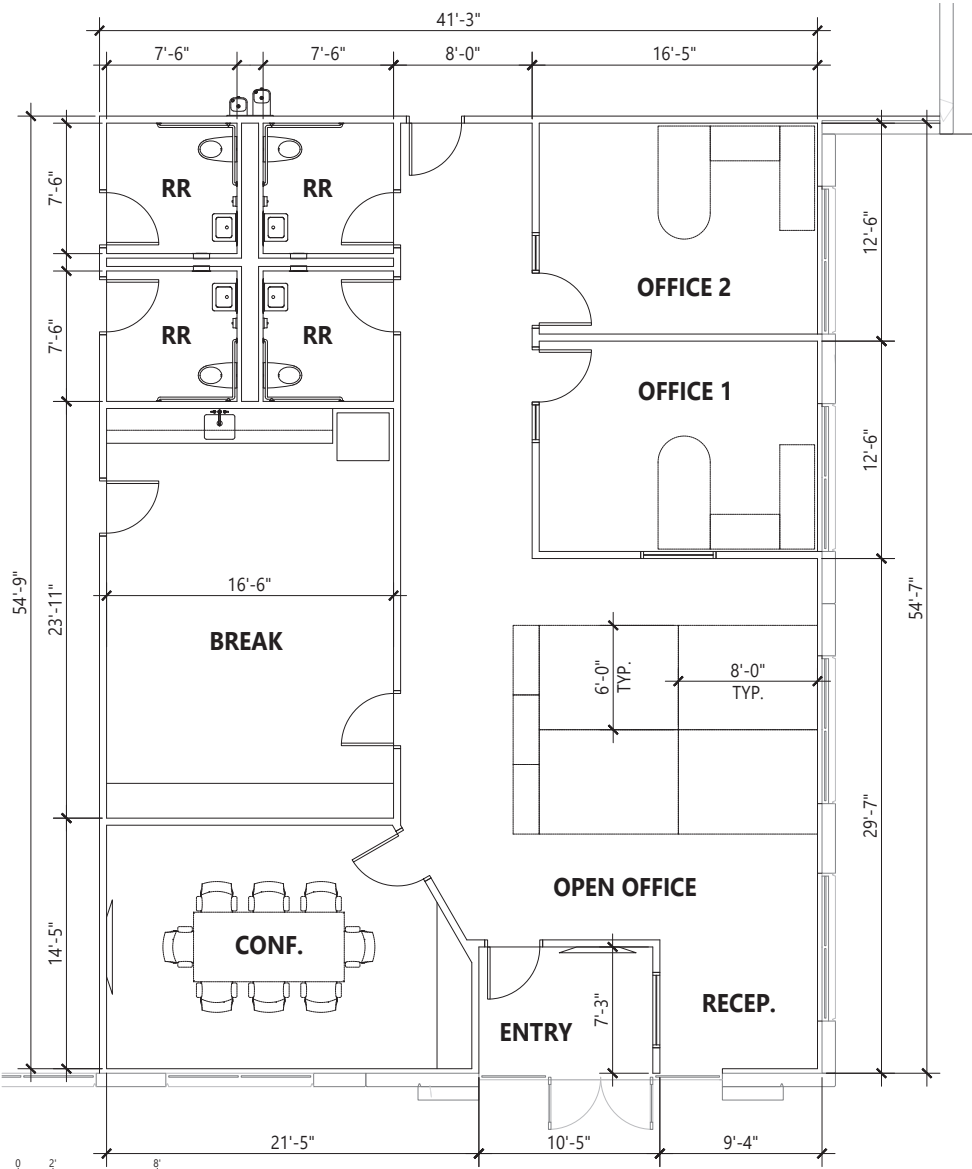 41'-3"
7'-6"
7'-6"
8'-0"
16'-5"
RR
RR
7'-6"
12'-6"
OFFICE 2
RR
RR
7'-6"
OFFICE 1
12'-6"
54'-9"
23'-11"
16'-6"
54'-7"
BREAK
6'-0"
TYP.
8'-0"
TYP.
29'-7"
OPEN OFFICE
14'-5"
CONF.
RECEP.
ENTRY
7'-3"
21'-5"
10'-5"
9'-4"
0 2' 8'